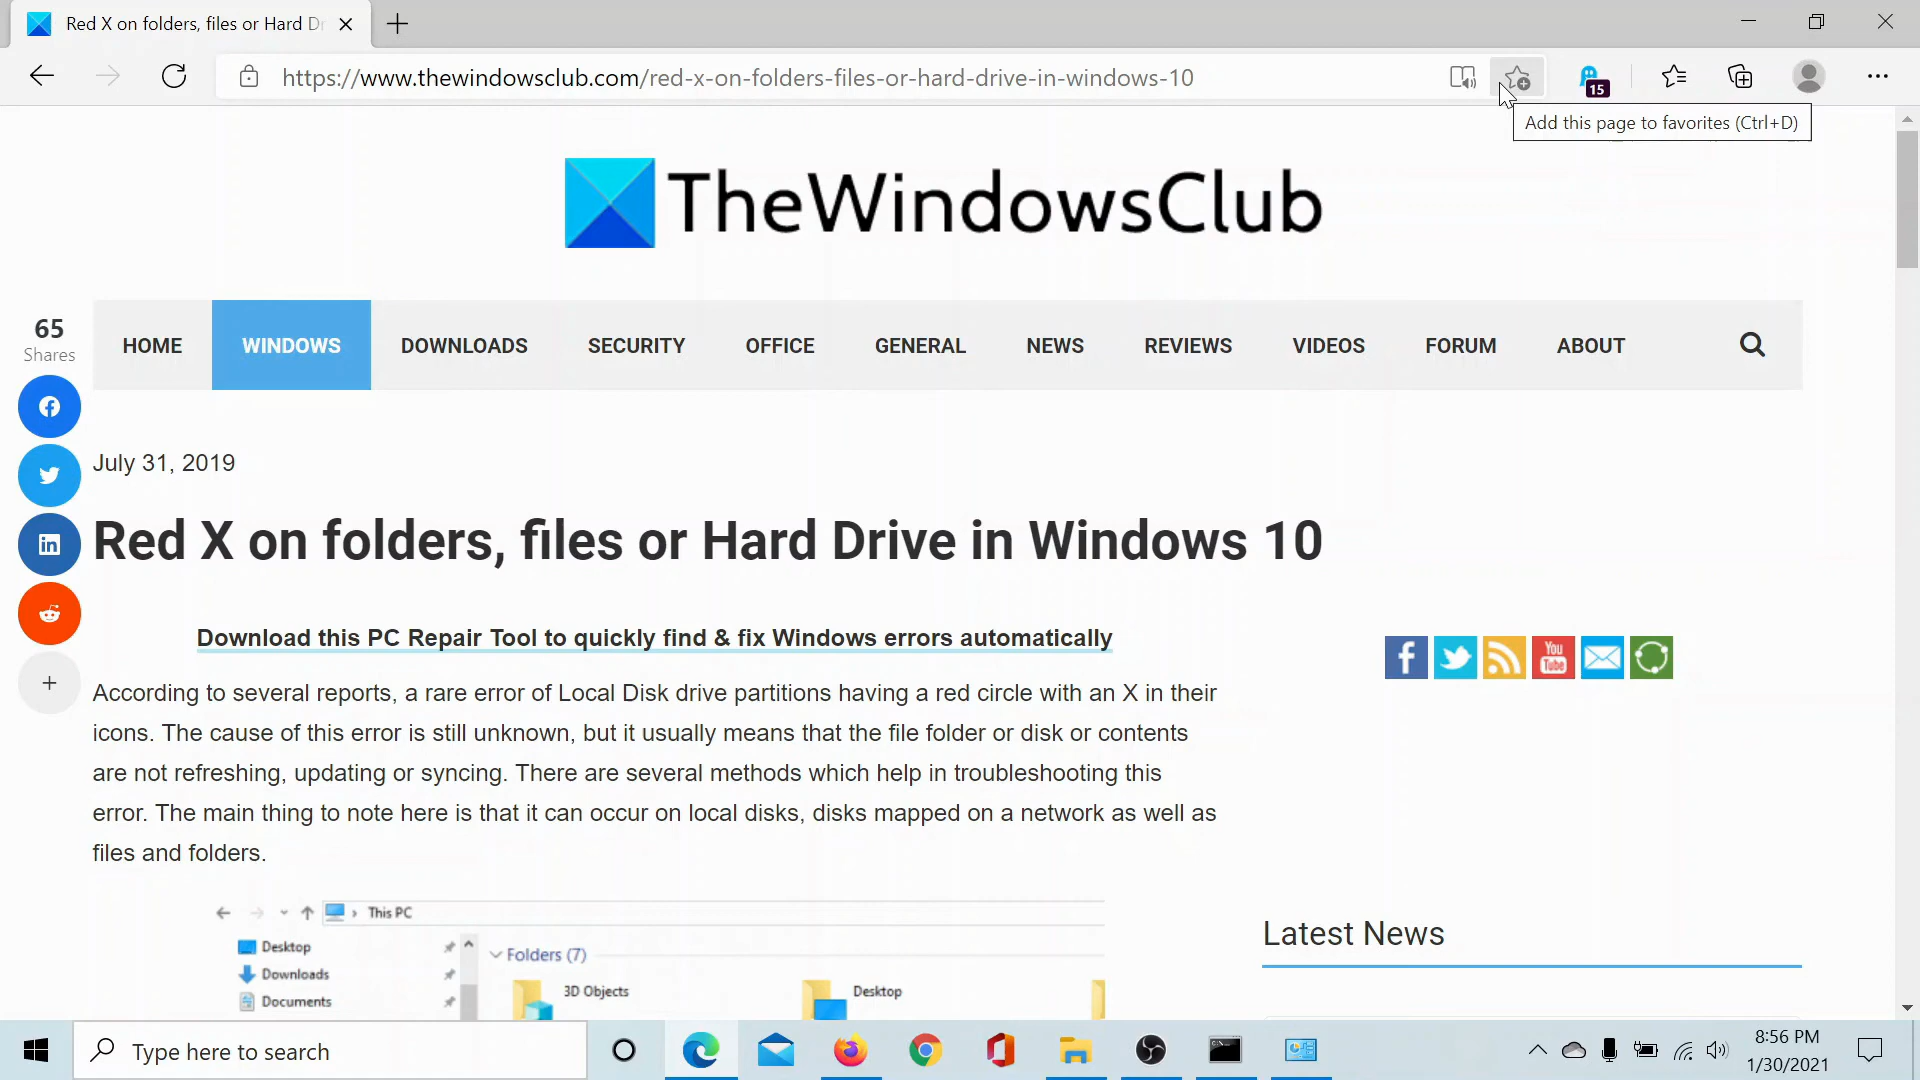 Red X on folders, files or Hard Dr
https://www.thewindowsclub.com/red-x-on-folders-files-or-hard-drive-in-windows-10
15
Add this page to favorites (Ctrl+D)
TheWindowsClub
65
Shares
HOME WINDOWS DOWNLOADS SECURITY OFFICE GENERAL NEWS REVIEWS VIDEOS FORUM ABOUT
July 31, 2019
Red X on folders, files or Hard Drive in Windows 10
Download this PC Repair Tool to quickly find & fix Windows errors automatically
According to several reports, a rare error of Local Disk drive partitions having a red circle with an X in their
icons. The cause of this error is still unknown, but it usually means that the file folder or disk or contents
are not refreshing, updating or syncing. There are several methods which help in troubleshooting this
error. The main thing to note here is that it can occur on local disks, disks mapped on a network as well as
files and folders.
You
Tube
This PC
Desktop
Downloads
Documents
Folders (7)
3D Objects
Desktop
Latest News
Type here to search
8:56 PM
1/30/2021